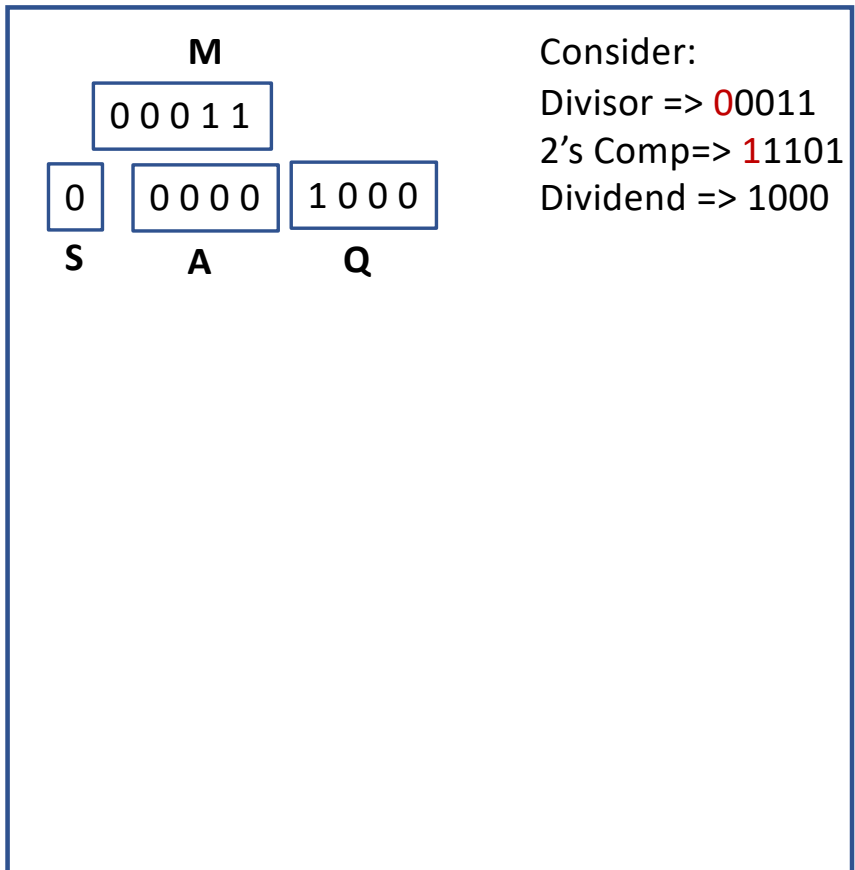 M
0 0 0 1 1
0 0 0 0 0 1 0 0 0
S A Q
Consider:
Divisor => 00011
2's Comp=> 11101
Dividend => 1000